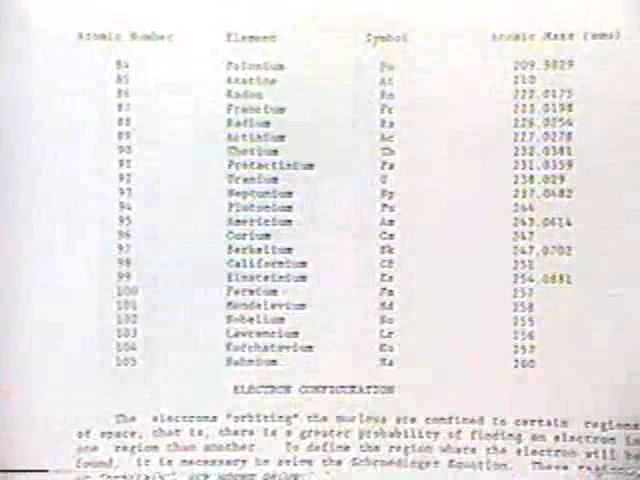 Atomic Number Element Symbol Atomic Mass (amu)
84 Polonium Po 209.9829
85 Astatine At 210
86 Radon Rn 222.0175
87 Francium Fr 223.0198
88 Radium Ra 226.0254
89 Actinium Ac 227.0278
90 Thorium Th 232.0381
91 Protactinium Pa 231.0359
92 Uranium U 238.029
93 Neptunium Np 237.0482
94 Plutonium Pu 244
95 Americium Am 243.0614
96 Curium Cm 247
97 Berkelium Bk 247.0702
98 Californium Cf 251
99 Einsteinium Es 254.0881
100 Fermium Fm 257
101 Mendelevium Md 258
102 Nobelium No 255
103 Lawrencium Lr 256
104 Kurchatovium Ku 257
105 Hahnium Ha 260
ELECTRON CONFIGURATION
The electrons "orbiting" the nucleus are confined to certain regions
of space, that is, there is a greater probability of finding an electron in
one region than another. To define the region where the electron will be
found, it is necessary to solve the Schroedinger Equation. These